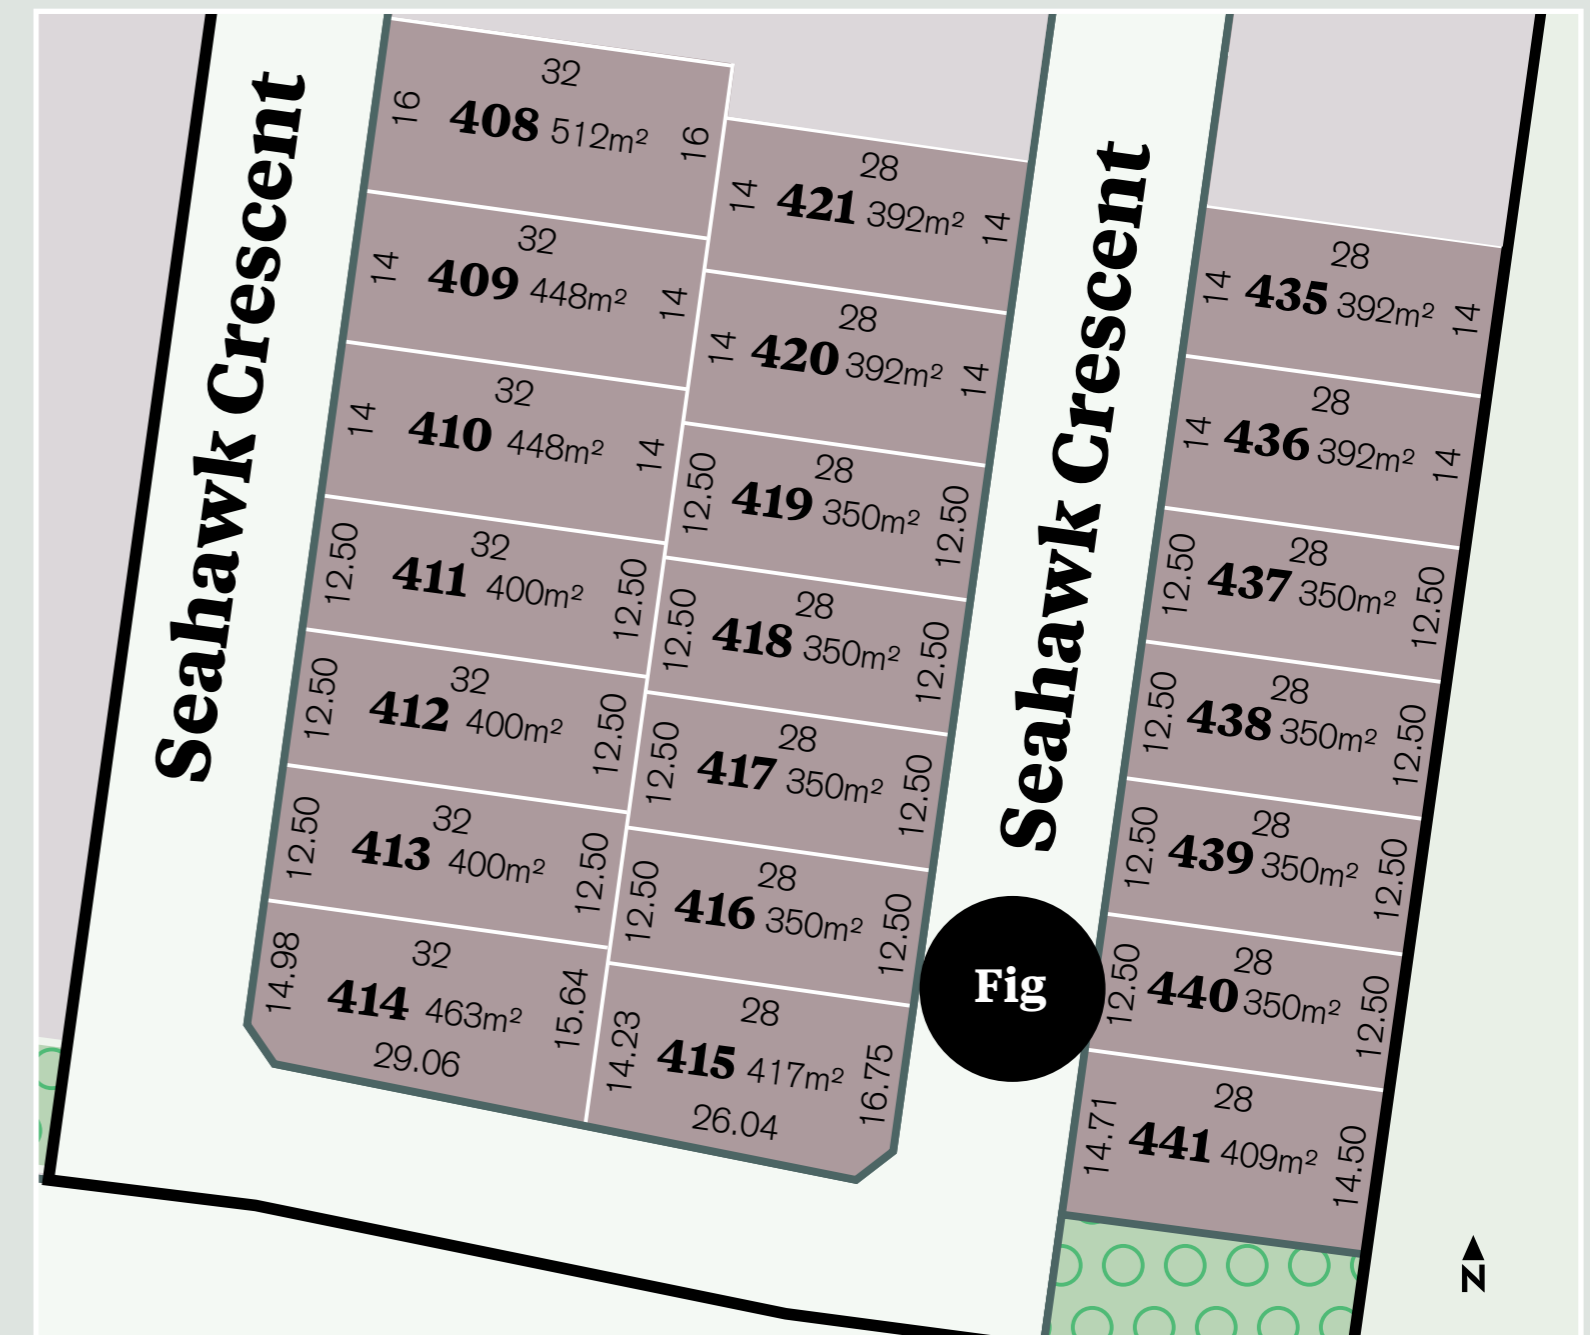 Seahawk Crescent
32
16
408 512m²
16
32
14
409 448m²
14
32
14
410 448m²
14
32
12.50
411 400m²
12.50
32
12.50
412 400m²
12.50
32
12.50
413 400m²
12.50
32
14.98
414 463m²
15.64
29.06
28
14
421 392m²
14
28
14
420 392m²
14
28
12.50
419 350m²
12.50
28
12.50
418 350m²
12.50
28
12.50
417 350m²
12.50
28
12.50
416 350m²
12.50
28
14.23
415 417m²
16.75
26.04
Seahawk Crescent
Fig
28
14
435 392m²
14
28
14
436 392m²
14
28
12.50
437 350m²
12.50
28
12.50
438 350m²
12.50
28
12.50
439 350m²
12.50
28
12.50
440 350m²
12.50
28
14.71
441 409m²
14.50
N